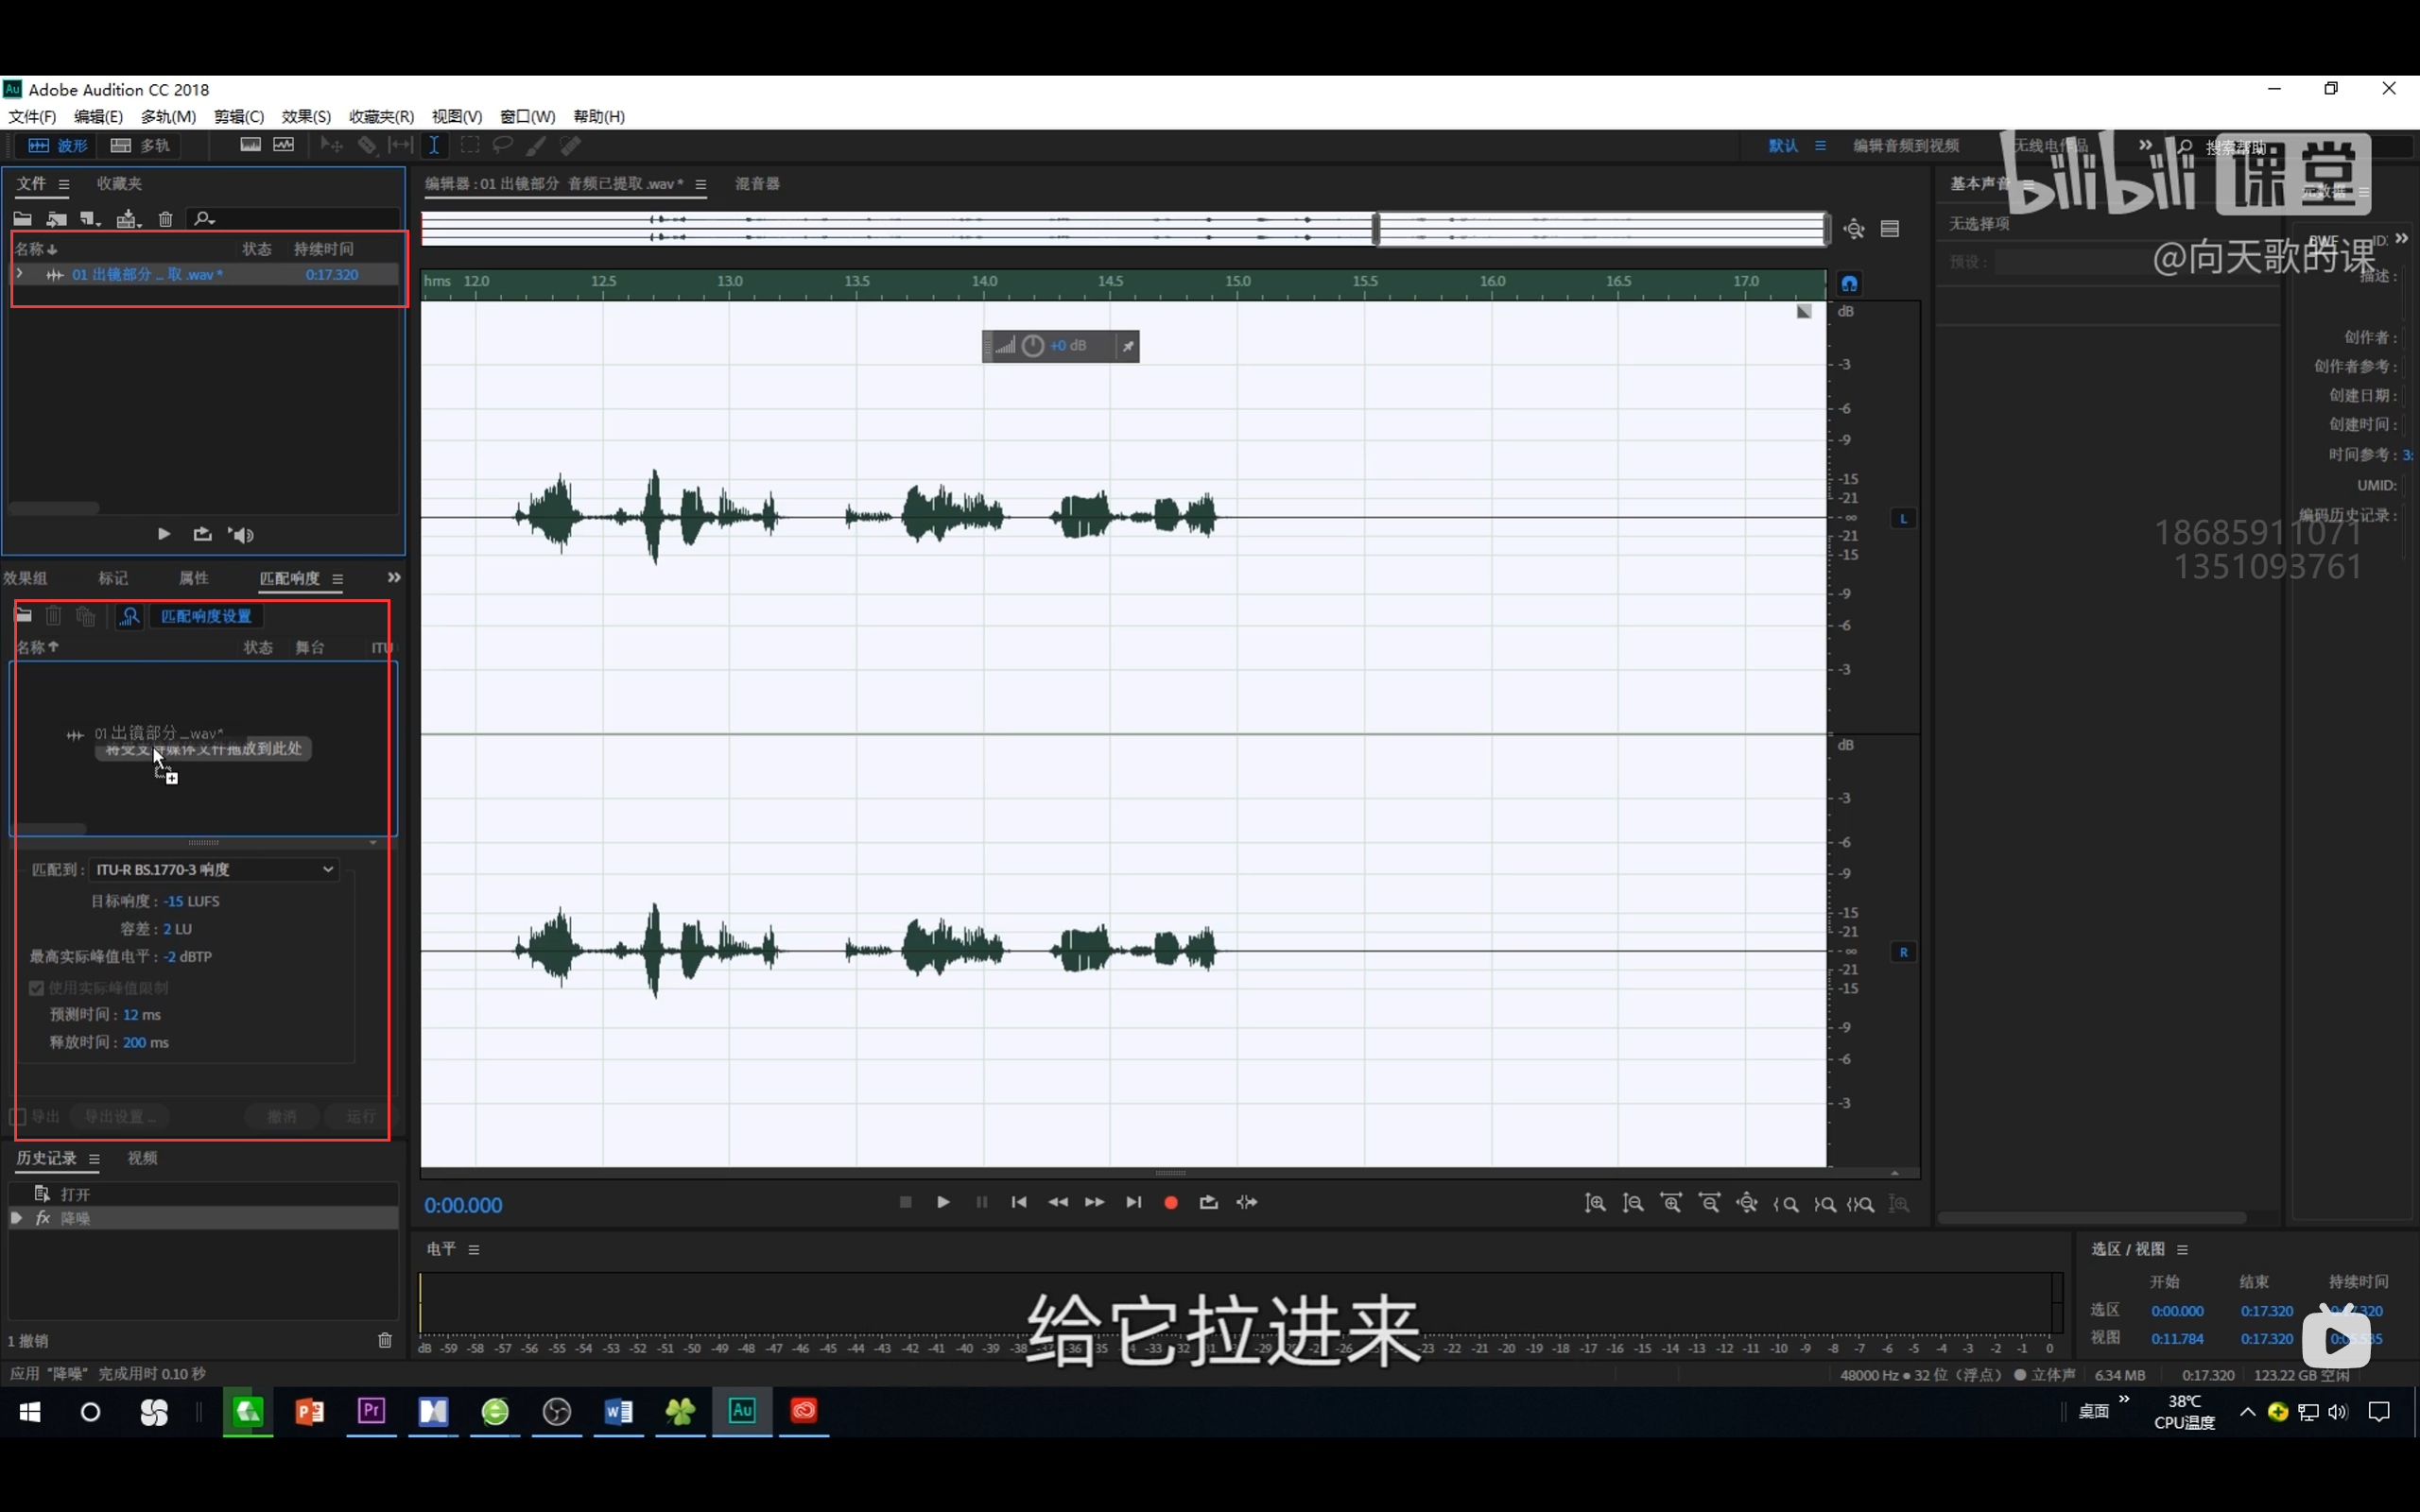 Adobe Audition CC 2018
文件(F) 编辑(E) 多轨(M) 剪辑(C) 效果(S) 收藏夹(R) 视图(V) 窗口(W) 帮助(H)
波形 多轨
默认 编辑音频到视频 无线电作品 搜索帮助
bilibili 课堂
@向天歌的课
文件 收藏夹
名称 状态 持续时间
01 出镜部分 _ 取 .wav * 0:17.320
编辑器 : 01 出镜部分 音频已提取 .wav * 混音器
hms 12.0 12.5 13.0 13.5 14.0 14.5 15.0 15.5 16.0 16.5 17.0
+0 dB
dB
-3
-6
-9
-15
-21
-∞
-21
-15
-9
-6
-3
L
dB
-3
-6
-9
-15
-21
-∞
-21
-15
-9
-6
-3
R
基本声音
无选择项
预设 :
元数据
描述 :
创作者 :
创作者参考 :
创建日期 :
创建时间 :
时间参考 : 3:
UMID:
编码历史记录 :
18685911071
1351093761
效果组 标记 属性 匹配响度
匹配响度设置
名称 状态 舞台 ITU
01 出镜部分 _ wav*
将受支持媒体文件拖放到此处
匹配到 : ITU-R BS.1770-3 响度
目标响度 : -15 LUFS
容差 : 2 LU
最高实际峰值电平 : -2 dBTP
使用实际峰值限制
预测时间 : 12 ms
释放时间 : 200 ms
导出 导出设置 ... 撤消 运行
历史记录 视频
打开
fx 降噪
1 撤销
应用 "降噪" 完成用时 0.10 秒
0:00.000
电平
给它拉进来
dB -59 -58 -57 -56 -55 -54 -53 -52 -51 -50 -49 -48 -47 -46 -45 -44 -43 -42 -41 -40 -39 -38 -36 -35 -34 -33 -32 -31 -29 -28 -23 -22 -21 -20 -19 -18 -17 -16 -15 -14 -13 -12 -11 -10 -9 -8 -7 -6 -5 -4 -3 -2 -1 0
选区 / 视图
开始 结束 持续时间
选区 0:00.000 0:17.320
视图 0:11.784 0:17.320
48000 Hz ● 32 位 (浮点) ● 立体声 6.34 MB 0:17.320 123.22 GB 空闲
桌面
38℃
CPU温度